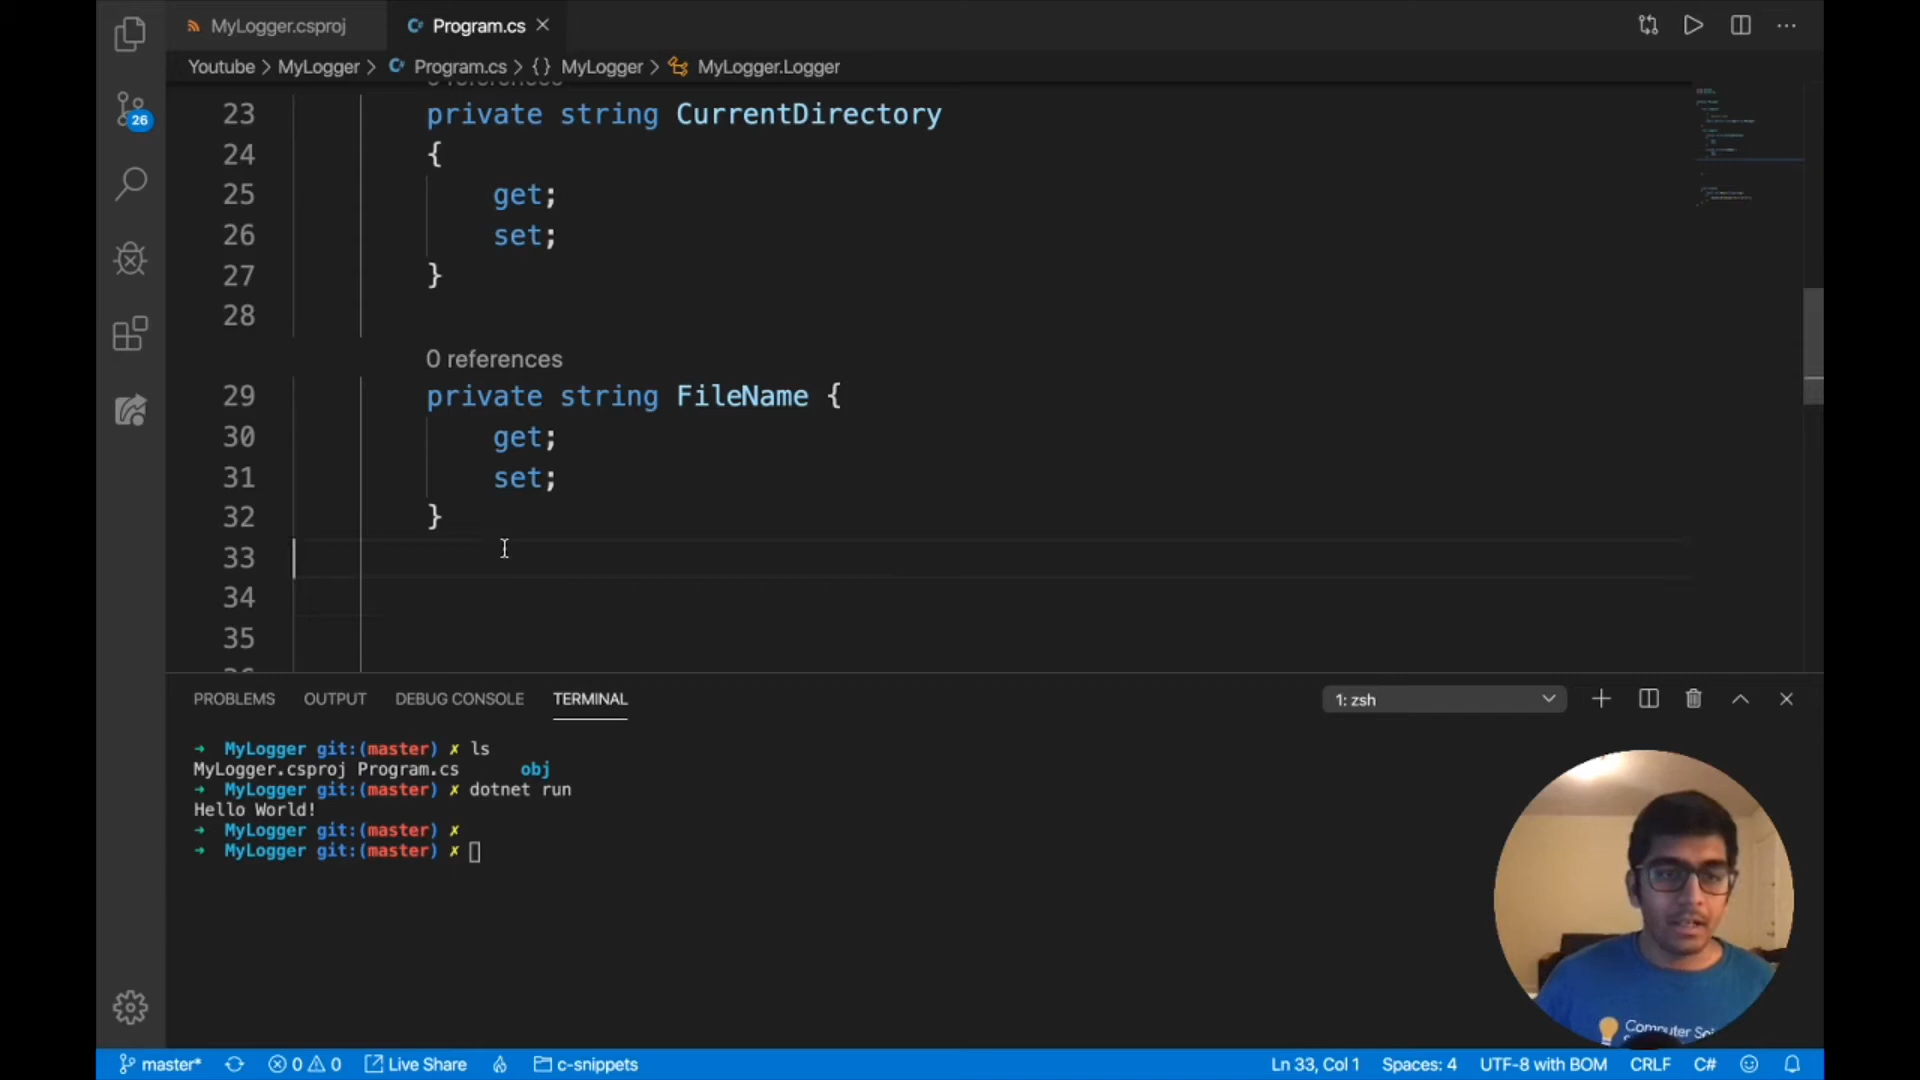 MyLogger.csproj
Program.cs
Youtube > MyLogger > Program.cs > {} MyLogger > MyLogger.Logger
23 private string CurrentDirectory
24 {
25 get;
26 set;
27 }
28
0 references
29 private string FileName {
30 get;
31 set;
32 }
33
34
35
26
PROBLEMS OUTPUT DEBUG CONSOLE TERMINAL
1: zsh
➜ MyLogger git:(master) ✗ ls
MyLogger.csproj Program.cs obj
➜ MyLogger git:(master) ✗ dotnet run
Hello World!
➜ MyLogger git:(master) ✗
➜ MyLogger git:(master) ✗
Computer
master* 0 0 Live Share c-snippets Ln 33, Col 1 Spaces: 4 UTF-8 with BOM CRLF C#